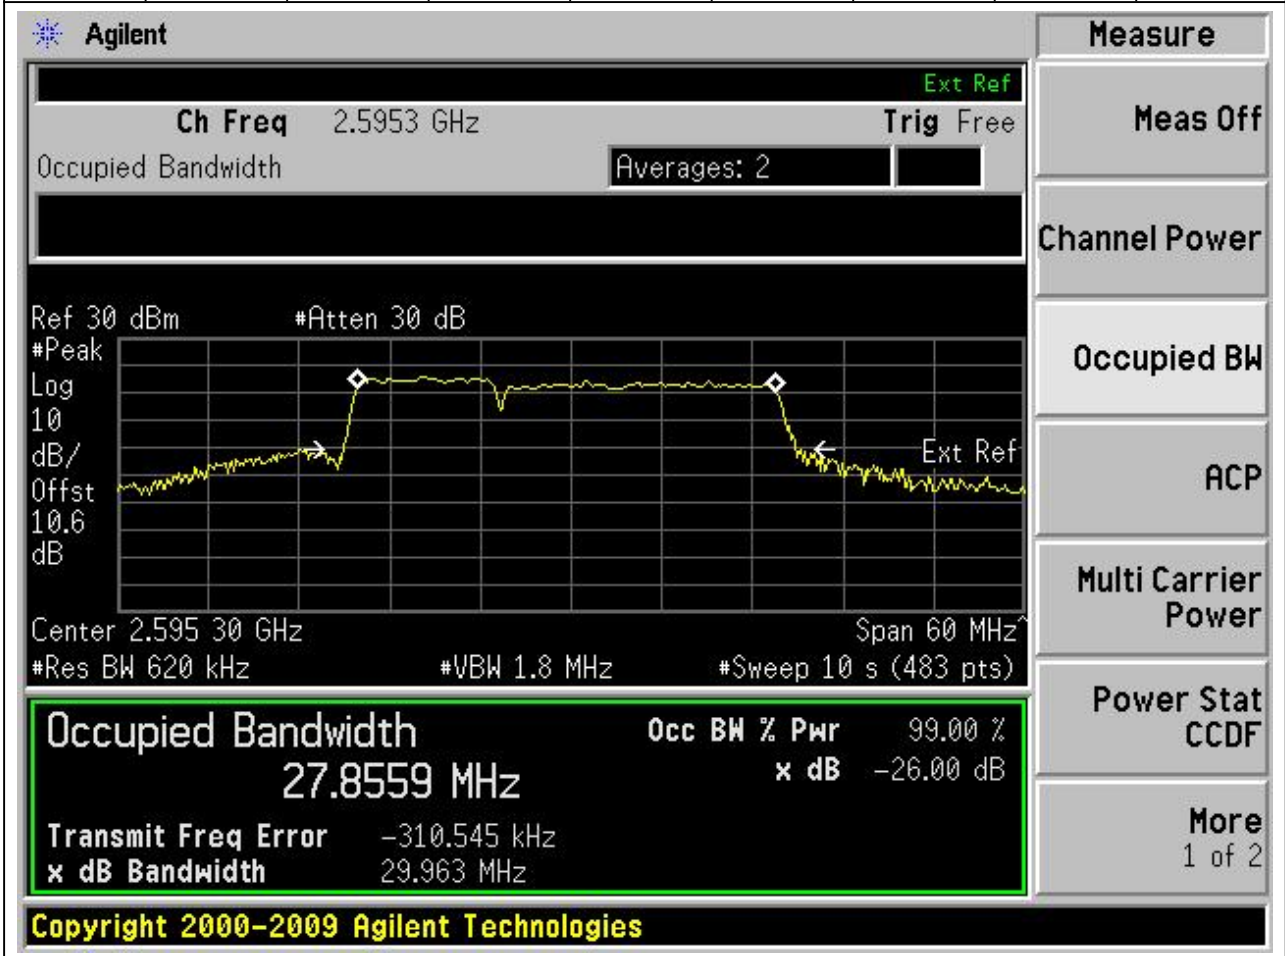 Agilent
Measure
Ext Ref
Ch Freq 2.5953 GHz Trig Free
Occupied Bandwidth Averages: 2
Meas Off
Channel Power
Occupied BW
ACP
Multi Carrier
Power
Power Stat
CCDF
More
1 of 2
Ref 30 dBm #Atten 30 dB
#Peak
Log
10
dB/
Offst
10.6
dB
Ext Ref
Center 2.595 30 GHz Span 60 MHz^
#Res BW 620 kHz #VBW 1.8 MHz #Sweep 10 s (483 pts)
Occupied Bandwidth Occ BW % Pwr 99.00 %
27.8559 MHz x dB -26.00 dB
Transmit Freq Error -310.545 kHz
x dB Bandwidth 29.963 MHz
Copyright 2000-2009 Agilent Technologies